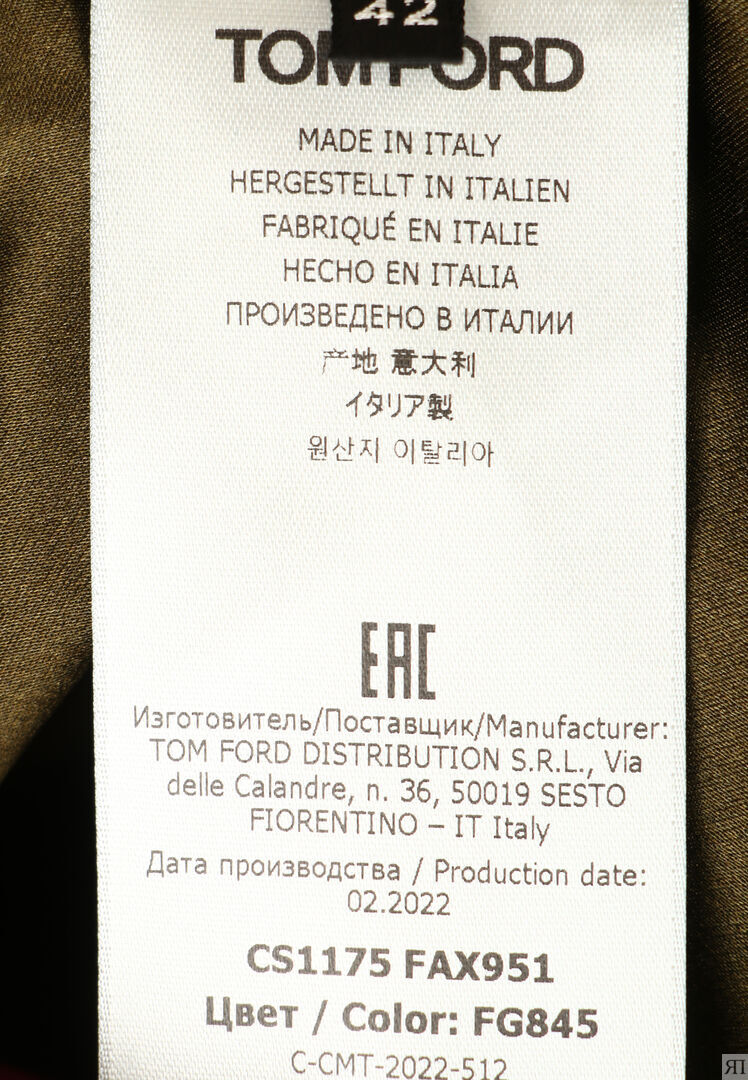 42
TOM FORD
MADE IN ITALY
HERGESTELLT IN ITALIEN
FABRIQUÉ EN ITALIE
HECHO EN ITALIA
ПРОИЗВЕДЕНО В ИТАЛИИ
产地 意大利
イタリア製
원산지 이탈리아
EAC
Изготовитель/Поставщик/Manufacturer:
TOM FORD DISTRIBUTION S.R.L., Via
delle Calandre, n. 36, 50019 SESTO
FIORENTINO – IT Italy
Дата производства / Production date:
02.2022
CS1175 FAX951
Цвет / Color: FG845
C-CMT-2022-512
ЯП